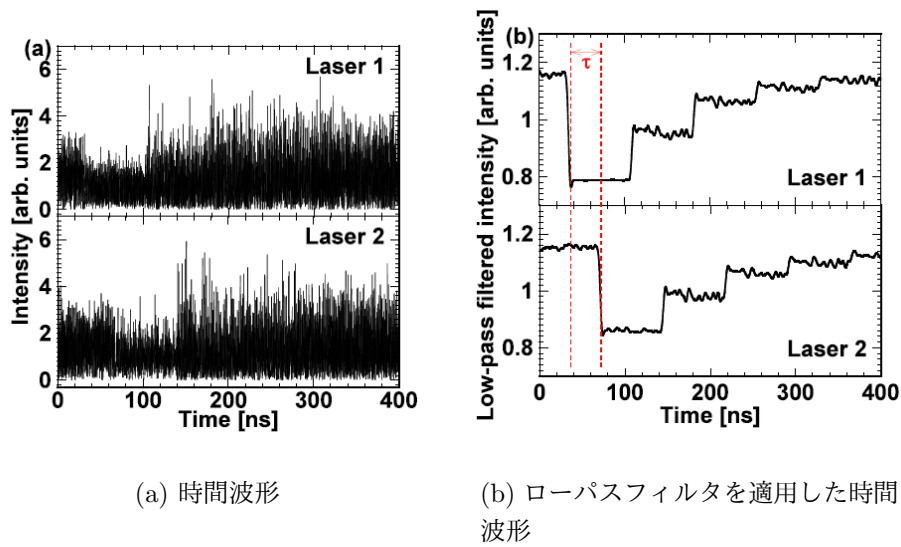 (a)
Laser 1
6
4
2
0
Laser 2
6
4
2
0
Intensity [arb. units]
0 100 200 300 400
Time [ns]
(b)
τ
1.2
1
0.8
Laser 1
1.2
1
0.8
Laser 2
Low-pass filtered intensity [arb. units]
0 100 200 300 400
Time [ns]
(a) 時間波形
(b) ローパスフィルタを適用した時間
波形